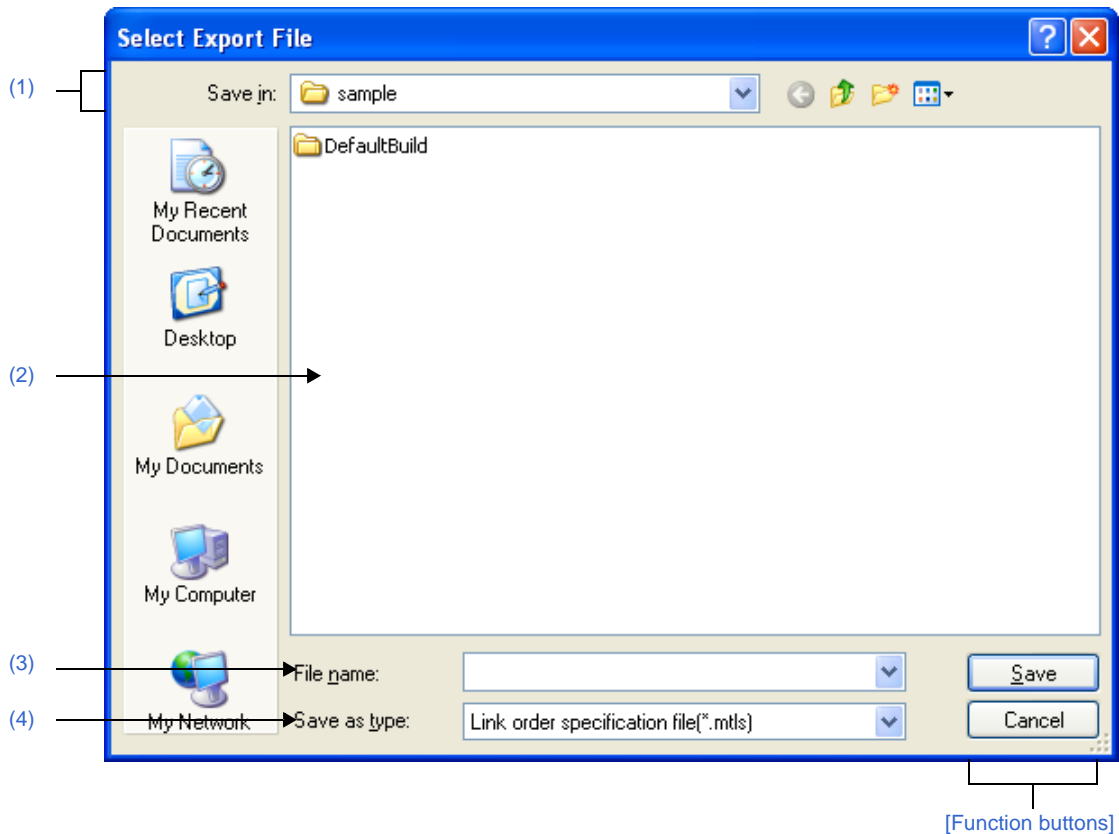 Select Export File
?
(1)
Save in:
sample
DefaultBuild
My Recent
Documents
Desktop
(2)
My Documents
My Computer
(3)
File name:
Save
(4)
My Network
Save as type:
Link order specification file(*.mtls)
Cancel
[Function buttons]